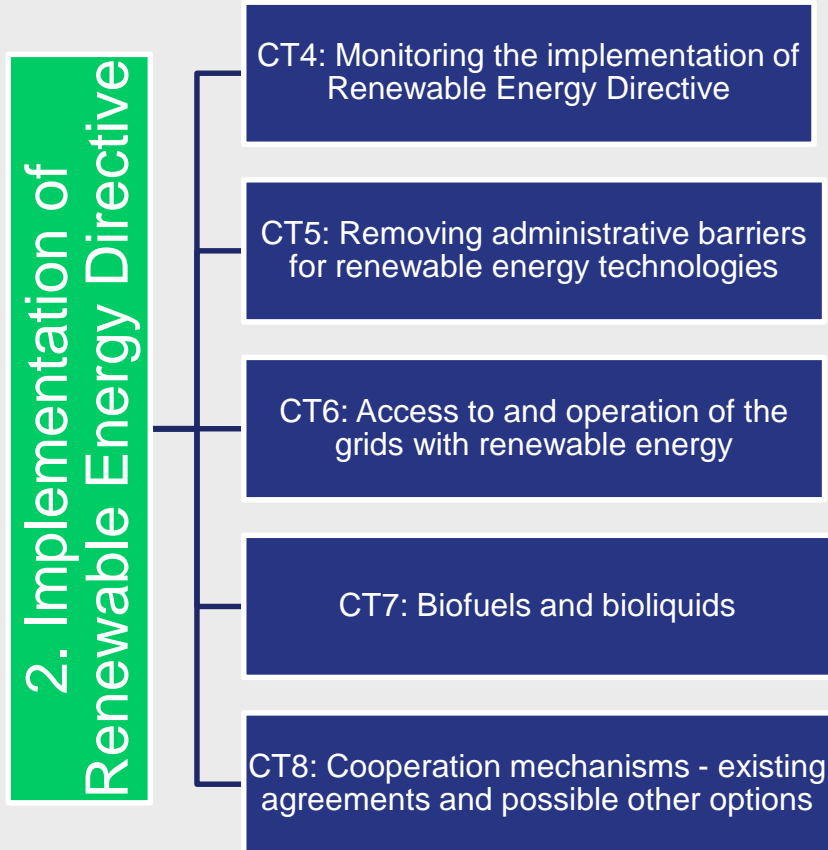 2. Implementation of
Renewable Energy Directive
CT4: Monitoring the implementation of
Renewable Energy Directive
CT5: Removing administrative barriers
for renewable energy technologies
CT6: Access to and operation of the
grids with renewable energy
CT7: Biofuels and bioliquids
CT8: Cooperation mechanisms - existing
agreements and possible other options